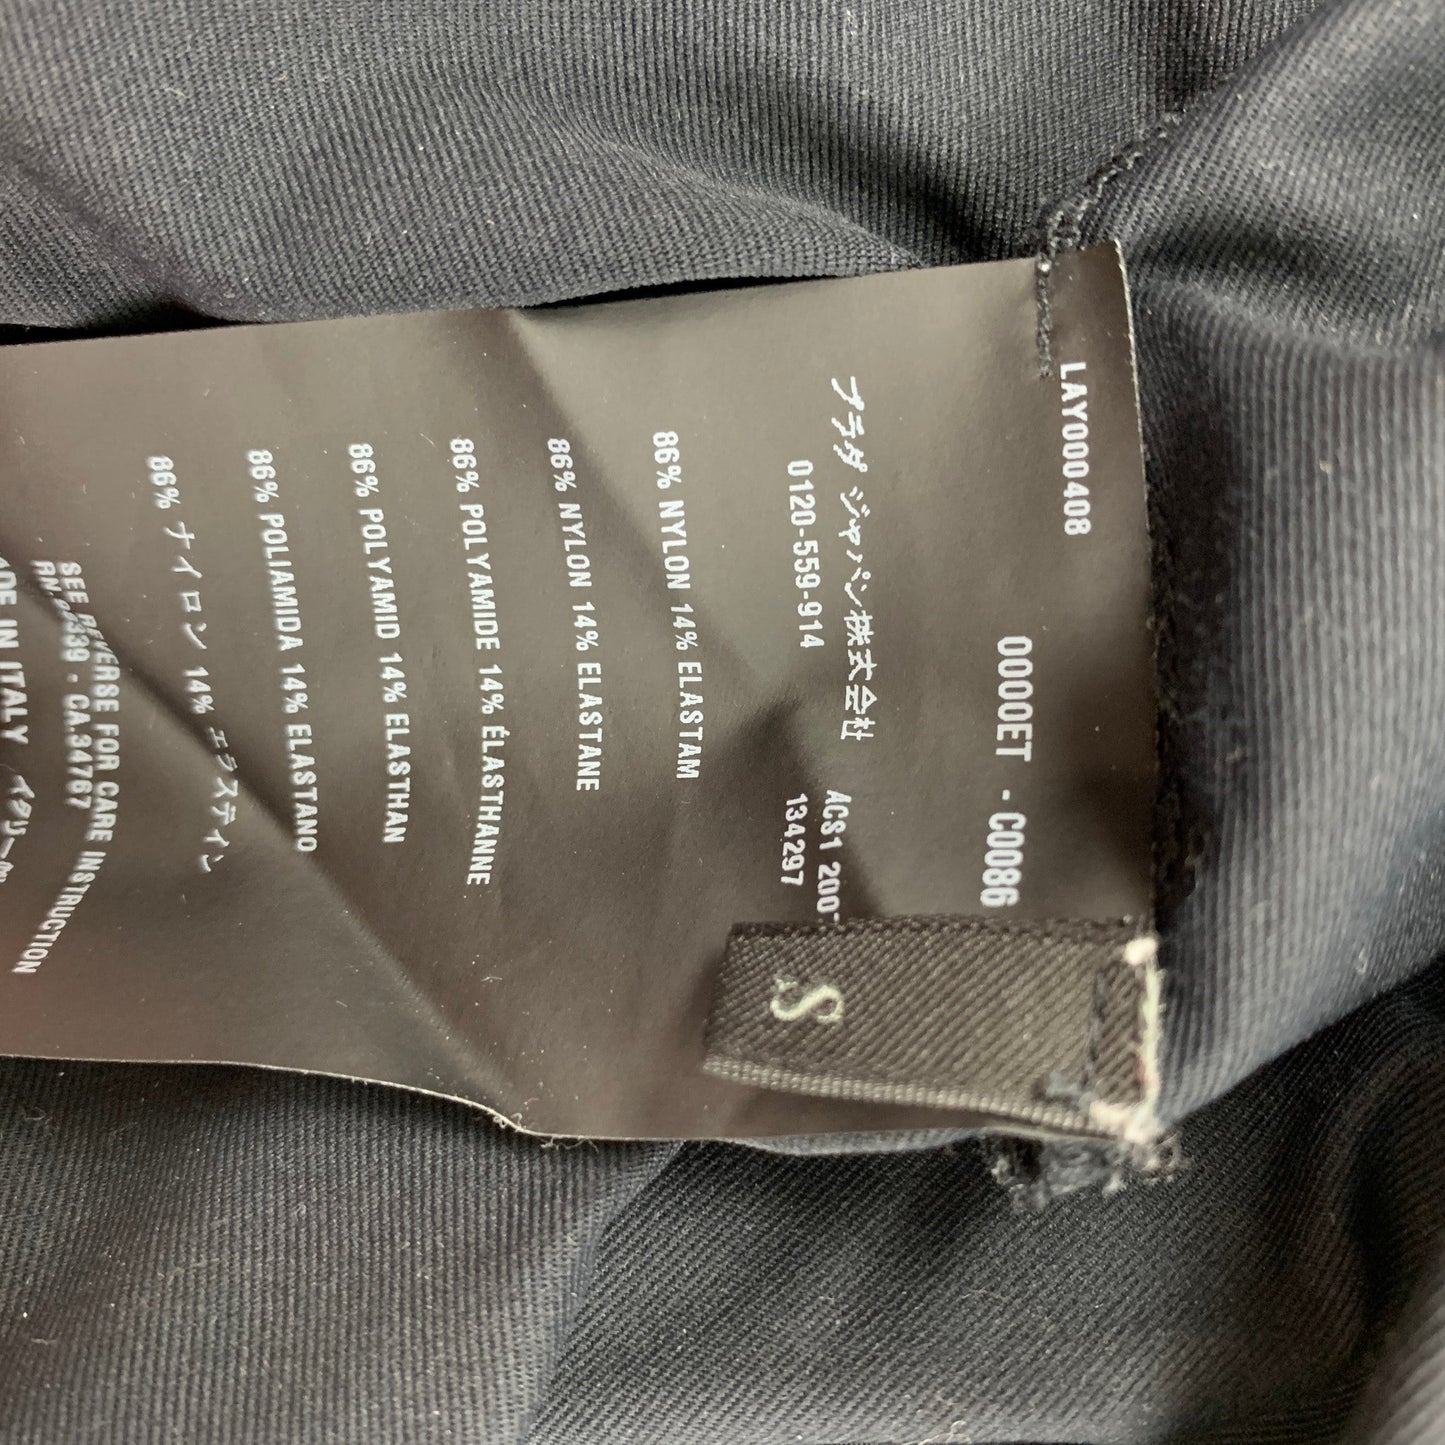 LAY000408
0000ET - C0086
プラダ ジャパン株式会社 ACS1 200
0120-559-914 134297
S
86% NYLON 14% ELASTAM
86% NYLON 14% ELASTANE
86% POLYAMIDE 14% ÉLASTHANNE
86% POLYAMID 14% ELASTHAN
86% POLIAMIDA 14% ELASTANO
86% ナイロン 14% エラステイン
SEE REVERSE FOR CARE INSTRUCTION
CA.34767
IN ITALY